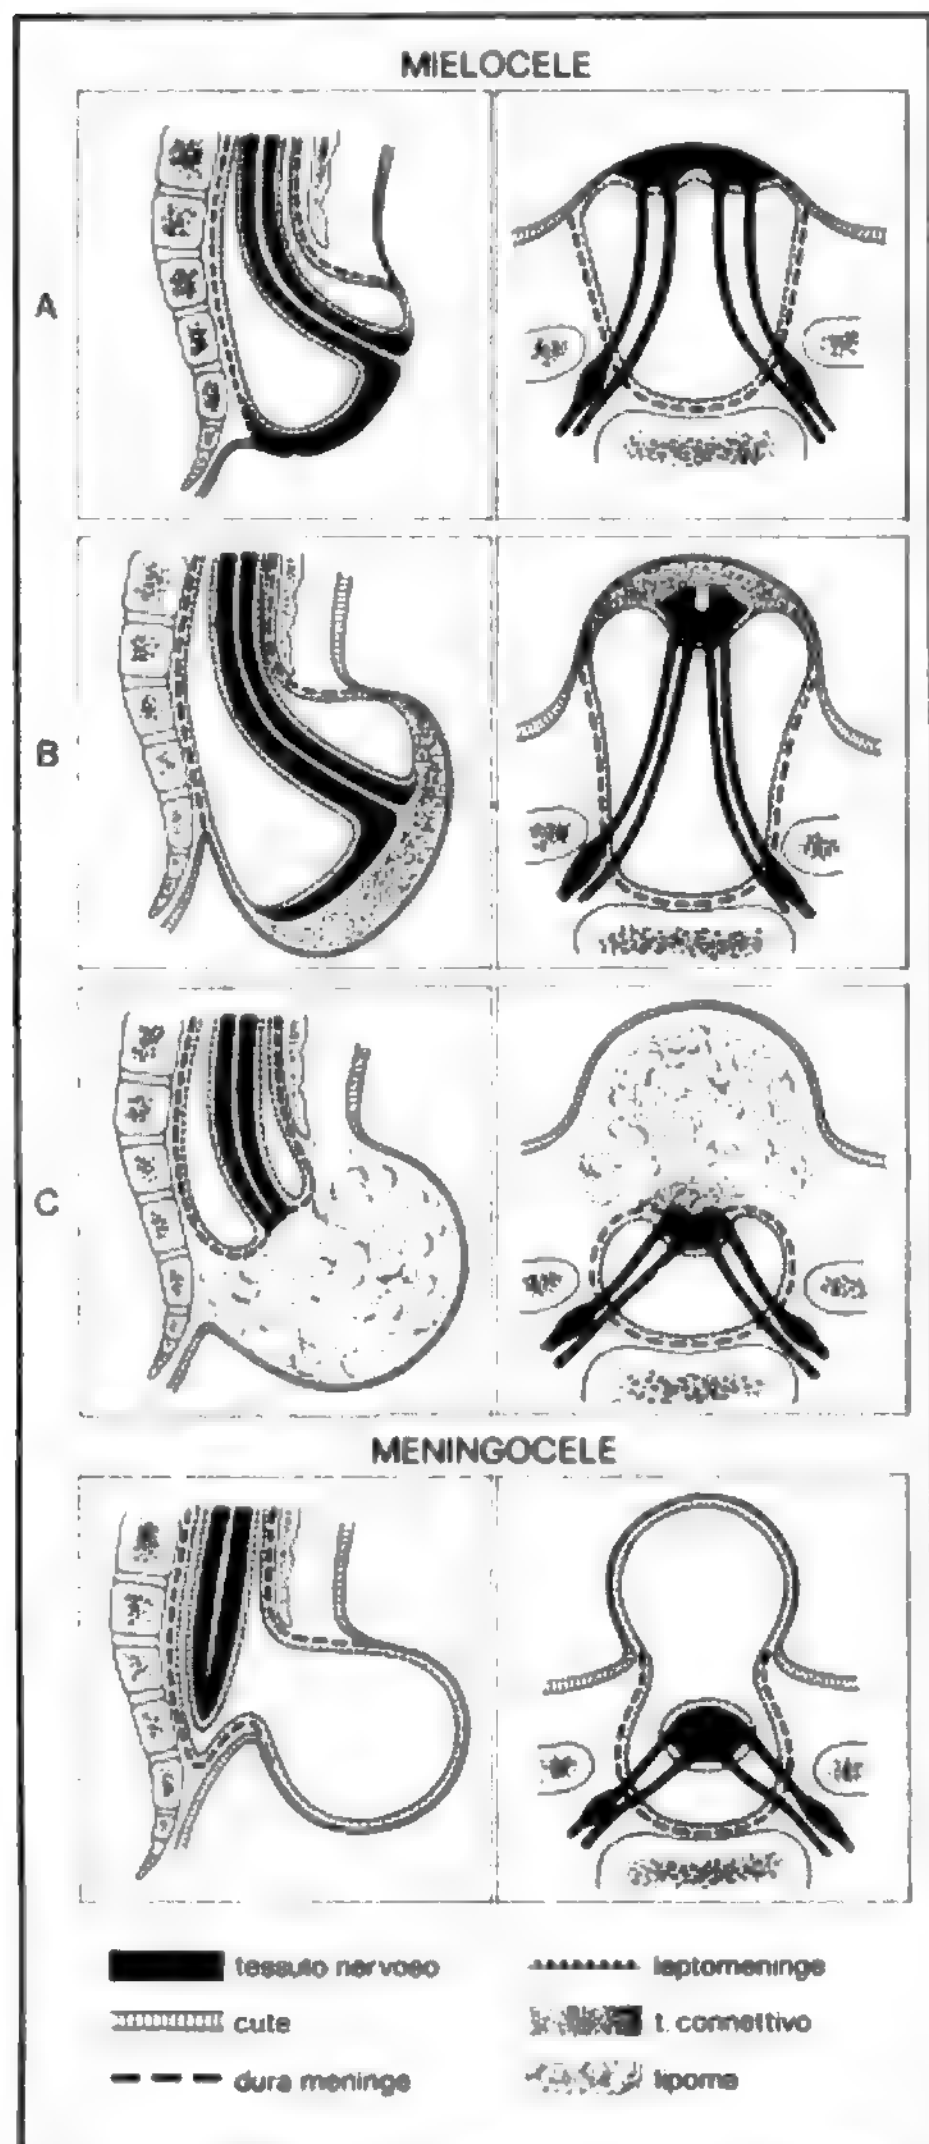 MIELOCELE
A
B
C
MENINGOCELE
tessuto nervoso
leptomeninge
cute
t. connettivo
dura meninge
lipoma